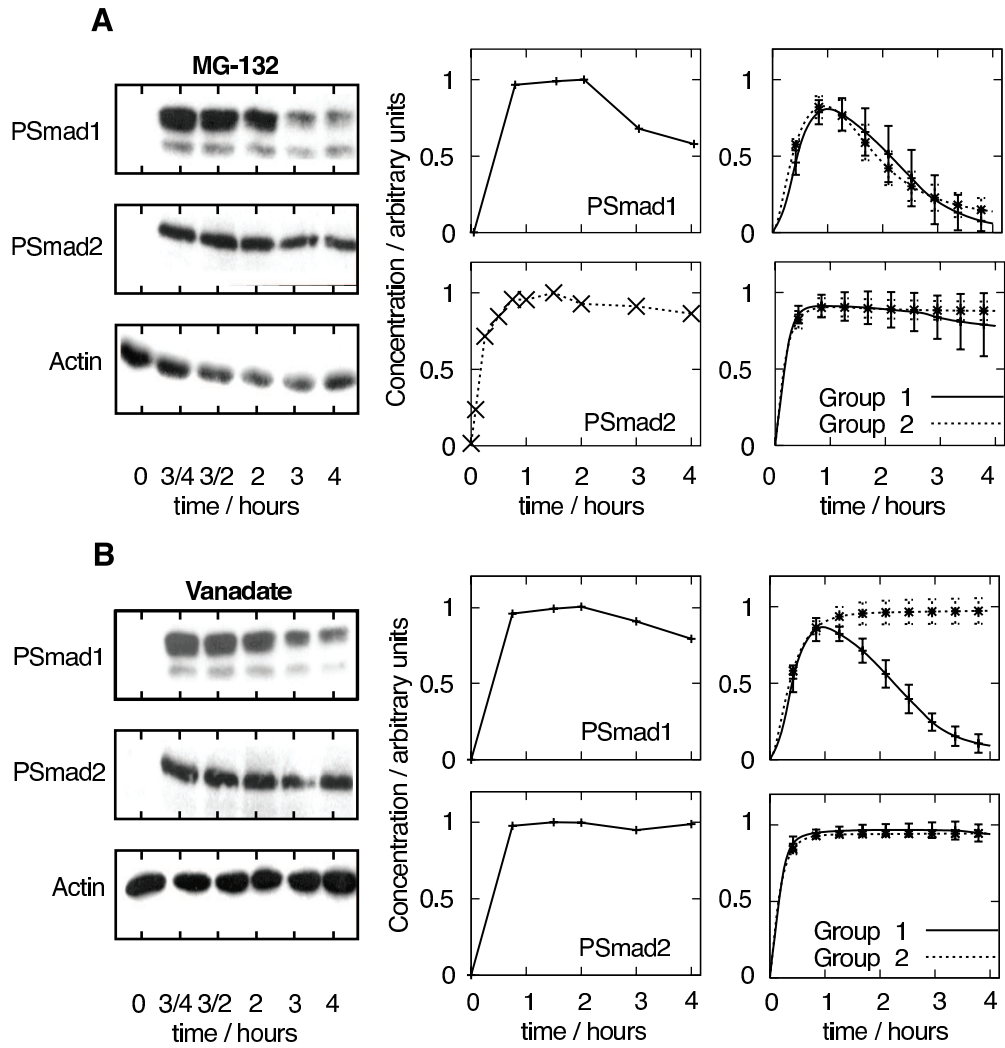 A
MG-132
PSmad1
PSmad2
Actin
0 3/4 3/2 2 3 4
time / hours
Concentration / arbitrary units
1
0.5
0
PSmad1
1
0.5
0
PSmad2
0 1 2 3 4
time / hours
1
0.5
0
1
0.5
0
Group 1
Group 2
0 1 2 3 4
time / hours
B
Vanadate
PSmad1
PSmad2
Actin
0 3/4 3/2 2 3 4
time / hours
Concentration / arbitrary units
1
0.5
0
PSmad1
1
0.5
0
PSmad2
0 1 2 3 4
time / hours
1
0.5
0
1
0.5
0
Group 1
Group 2
0 1 2 3 4
time / hours